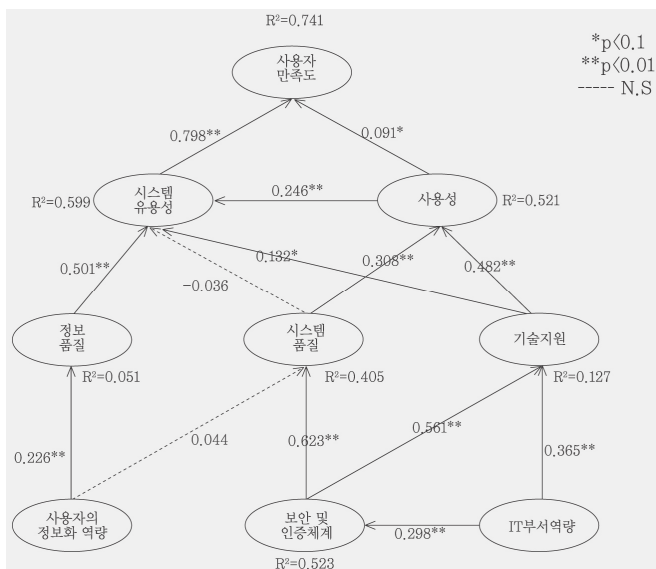 R²=0.741
*p<0.1
**p<0.01
----- N.S
사용자
만족도
0.798**
0.091*
시스템
유용성
R²=0.599
0.246**
사용성
R²=0.521
0.501**
0.132*
0.308**
0.482**
-0.036
정보
품질
시스템
품질
기술지원
R²=0.051
R²=0.405
R²=0.127
0.226**
0.044
0.623**
0.561**
0.365**
사용자의
정보화 역량
보안 및
인증체계
0.298**
IT부서역량
R²=0.523